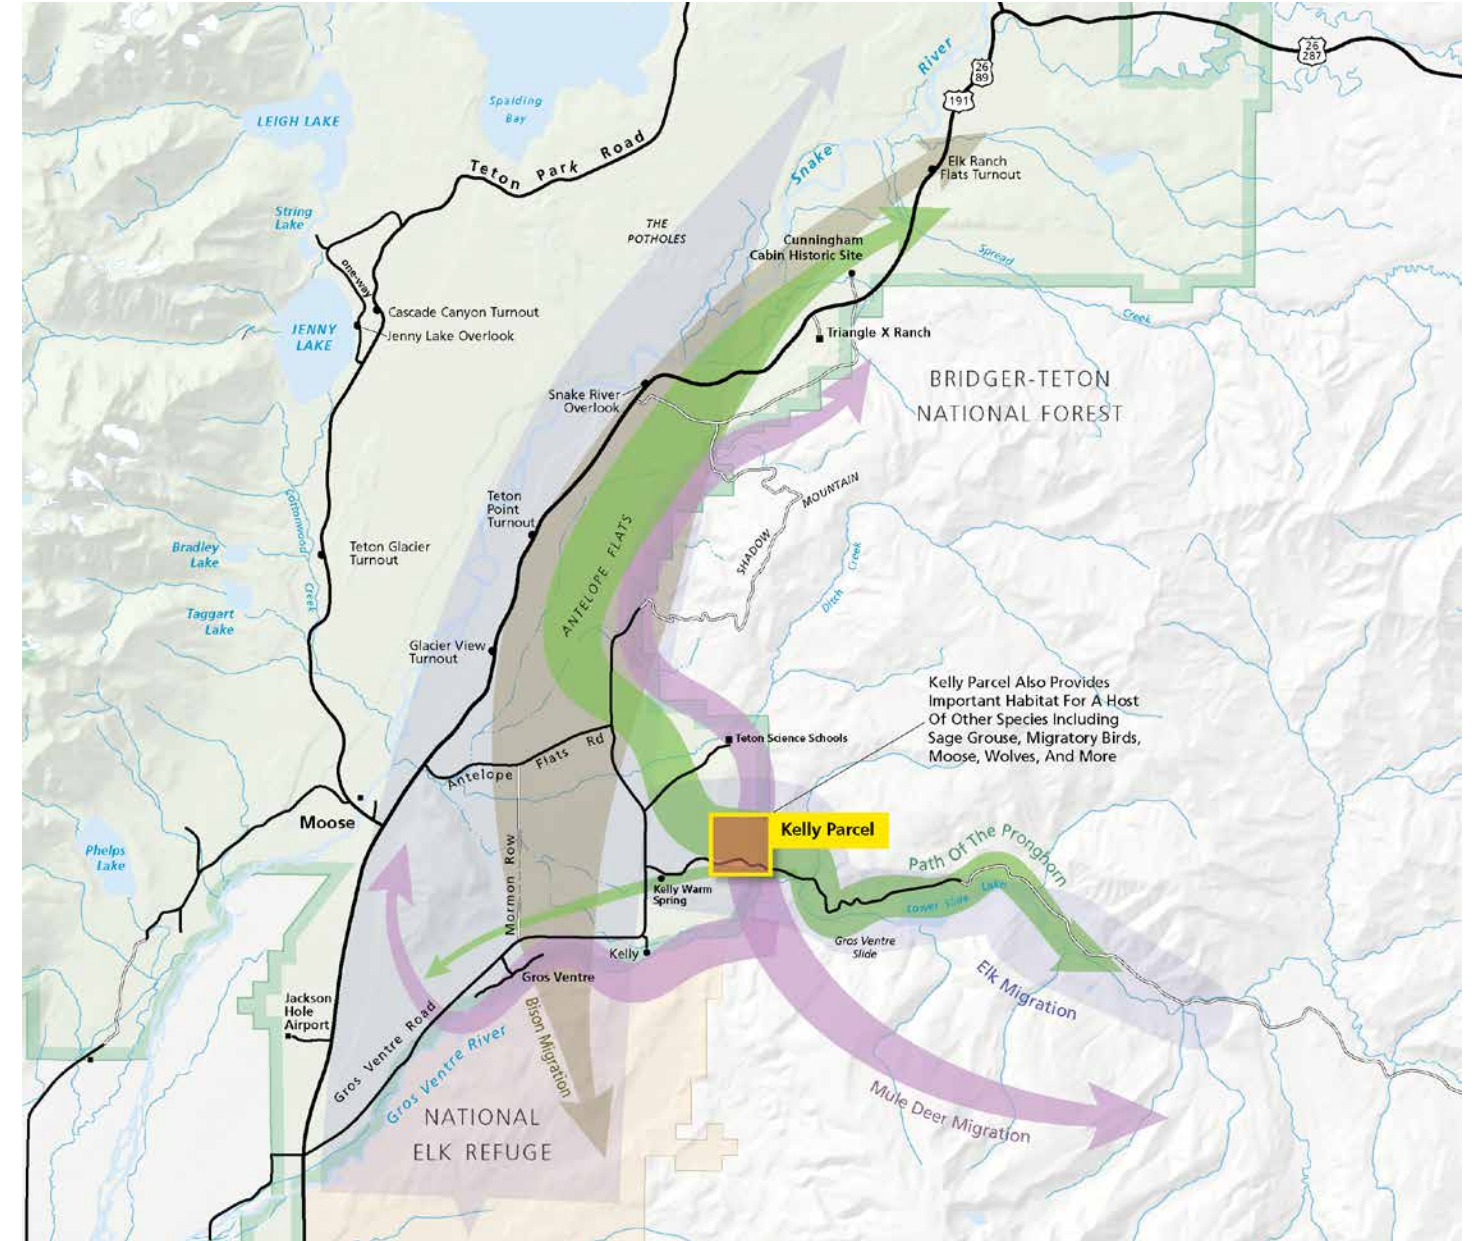 LEIGH LAKE
Spalding
Bay
Teton Park Road
River
26
89
191
26
287
Snake
Elk Ranch
Flats Turnout
String
Lake
THE
POTHOLES
Cunningham
Cabin Historic Site
Spread
Creek
one-way
Cascade Canyon Turnout
Jenny Lake Overlook
JENNY
LAKE
Triangle X Ranch
BRIDGER-TETON
NATIONAL FOREST
Snake River
Overlook
Teton
Point
Turnout
SHADOW
MOUNTAIN
Cottonwood
Creek
Bradley
Lake
Teton Glacier
Turnout
ANTELOPE FLATS
Ditch
Creek
Taggart
Lake
Glacier View
Turnout
Kelly Parcel Also Provides
Important Habitat For A Host
Of Other Species Including
Sage Grouse, Migratory Birds,
Moose, Wolves, And More
Teton Science Schools
Antelope Flats Rd
Moose
Kelly Parcel
Phelps
Lake
Path Of The Pronghorn
Mormon Row
Kelly Warm
Spring
Lower Slide Lake
Gros Ventre
Slide
Kelly
Gros Ventre
Elk Migration
Jackson
Hole
Airport
Gros Ventre Road
Gros Ventre River
Bison Migration
Mule Deer Migration
NATIONAL
ELK REFUGE